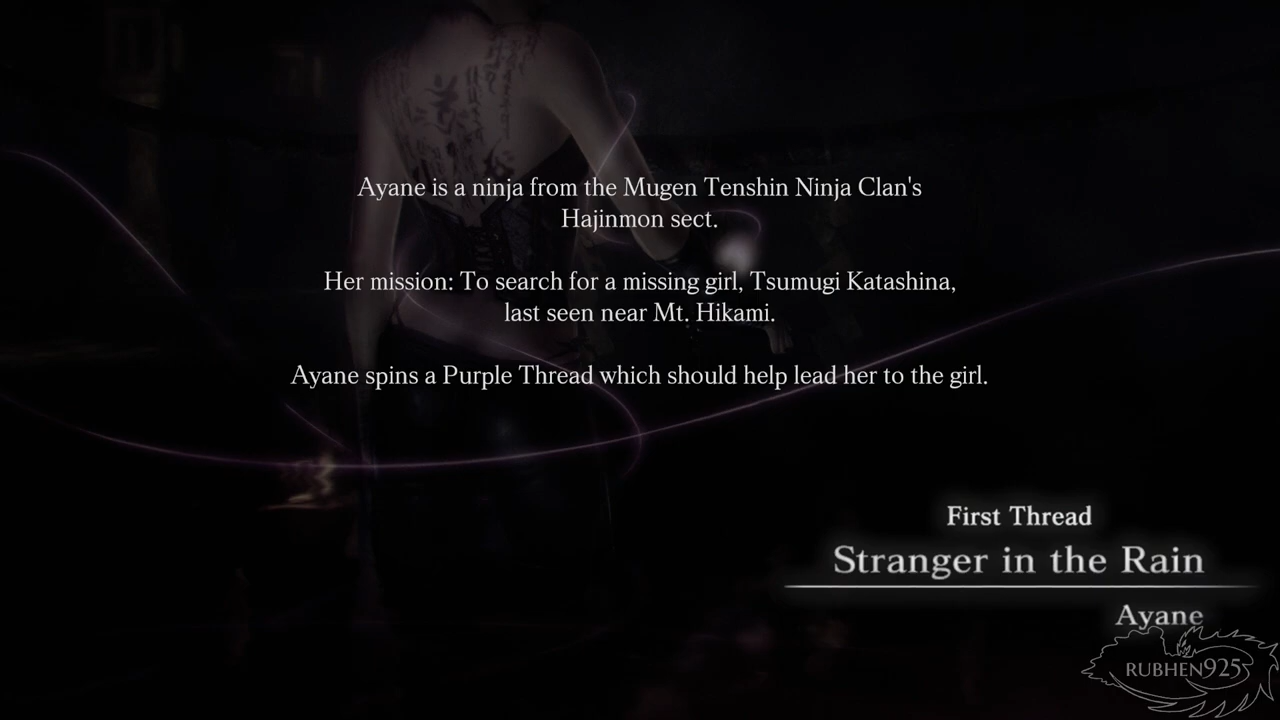 Ayane is a ninja from the Mugen Tenshin Ninja Clan's
Hajinmon sect.
Her mission: To search for a missing girl, Tsumugi Katashina,
last seen near Mt. Hikami.
Ayane spins a Purple Thread which should help lead her to the girl.
First Thread
Stranger in the Rain
Ayane
RUBHEN925